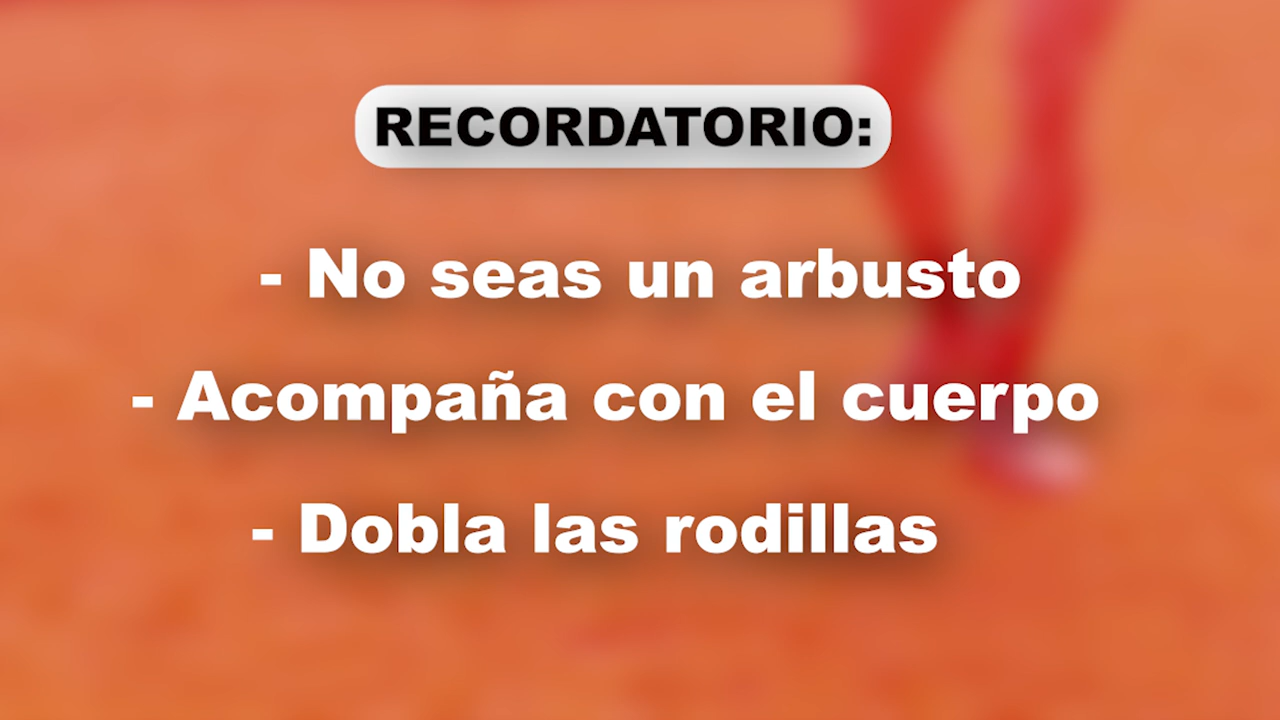 RECORDATORIO:
- No seas un arbusto
- Acompaña con el cuerpo
- Dobla las rodillas